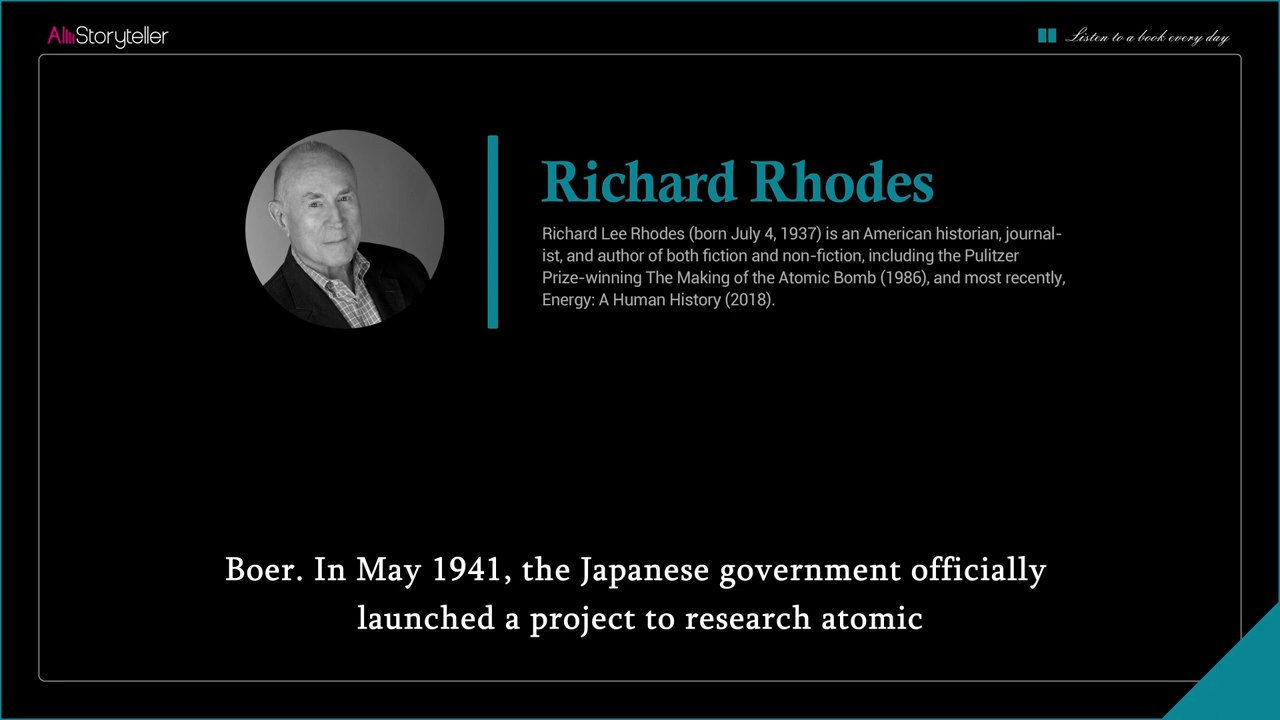 AllStoryteller
Listen to a book every day
Richard Rhodes
Richard Lee Rhodes (born July 4, 1937) is an American historian, journal-
ist, and author of both fiction and non-fiction, including the Pulitzer
Prize-winning The Making of the Atomic Bomb (1986), and most recently,
Energy: A Human History (2018).
Boer. In May 1941, the Japanese government officially
launched a project to research atomic